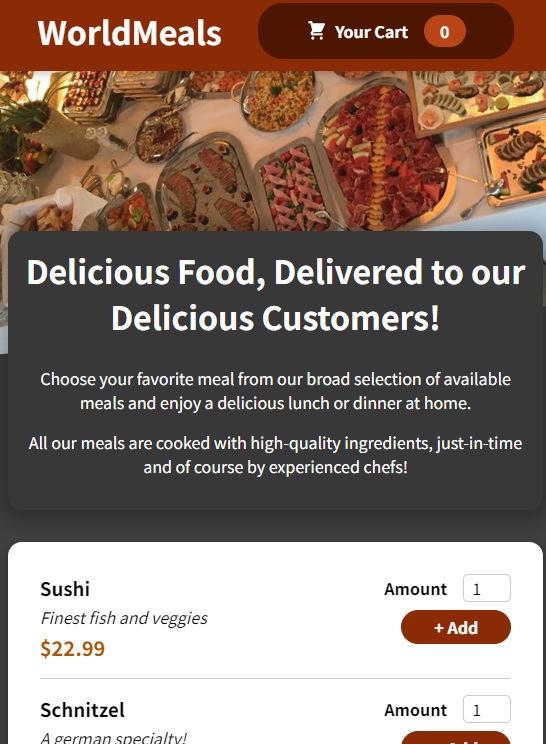 WorldMeals
Your Cart
0
Delicious Food, Delivered to our
Delicious Customers!
Choose your favorite meal from our broad selection of available
meals and enjoy a delicious lunch or dinner at home.
All our meals are cooked with high-quality ingredients, just-in-time
and of course by experienced chefs!
Sushi
Amount 1
Finest fish and veggies
+ Add
$22.99
Schnitzel
Amount 1
A german specialty!